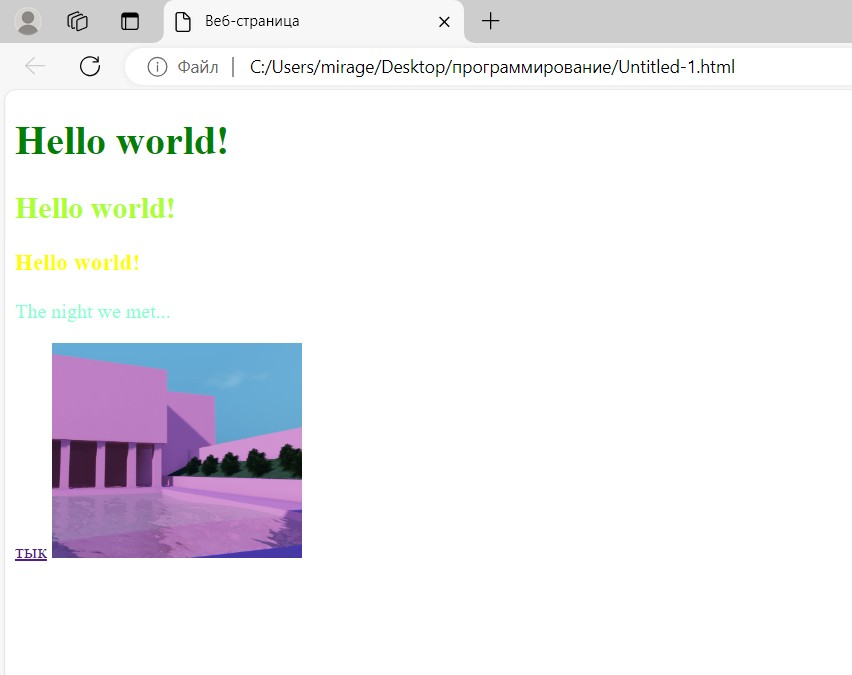 Веб-страница
Файл | C:/Users/mirage/Desktop/программирование/Untitled-1.html
Hello world!
Hello world!
Hello world!
The night we met...
тык